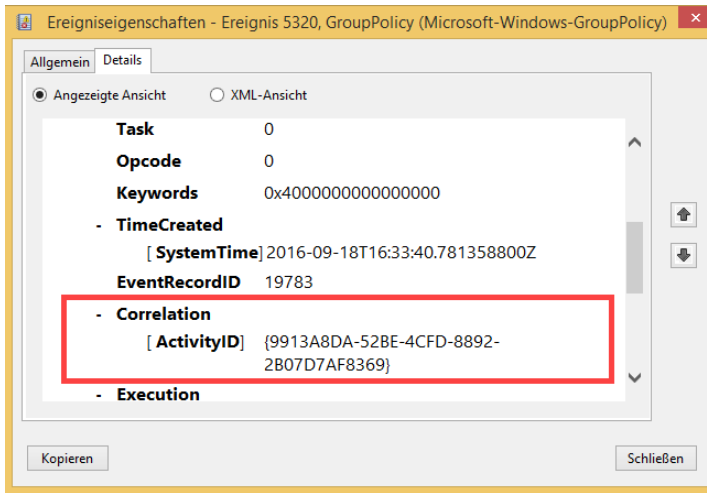 Ereigniseigenschaften - Ereignis 5320, GroupPolicy (Microsoft-Windows-GroupPolicy)
Allgemein Details
Angezeigte Ansicht XML-Ansicht
Task 0
Opcode 0
Keywords 0x4000000000000000
- TimeCreated
[ SystemTime] 2016-09-18T16:33:40.781358800Z
EventRecordID 19783
- Correlation
[ ActivityID] {9913A8DA-52BE-4CFD-8892-
2B07D7AF8369}
- Execution
Kopieren Schließen